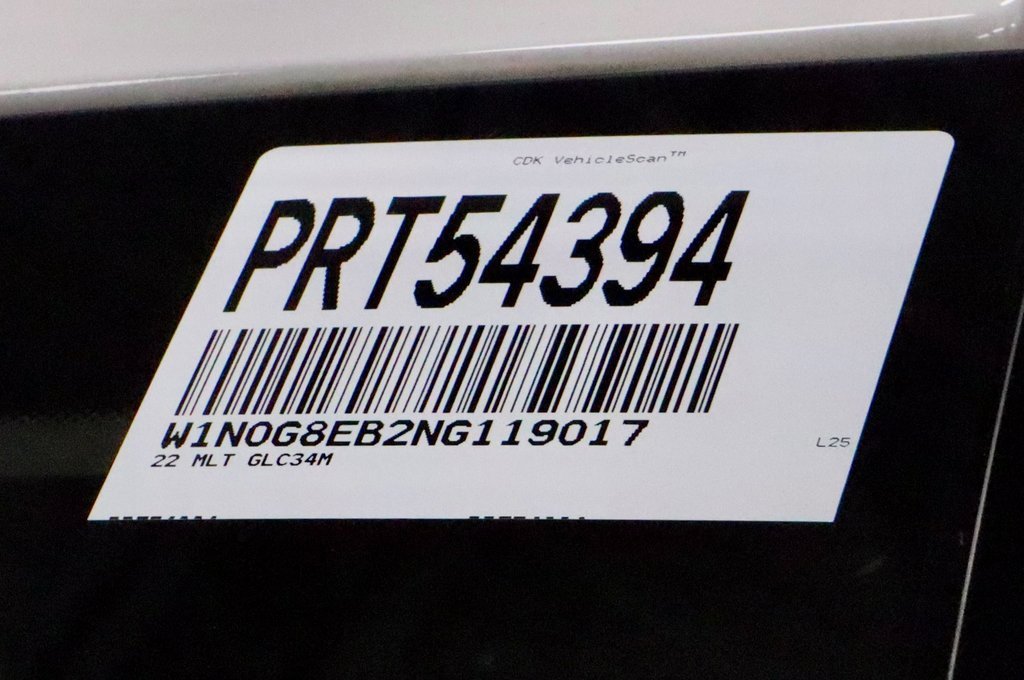 CDK VehicleScan™
PRT54394
W1N0G8EB2NG119017
22 MLT GLC34M
L25